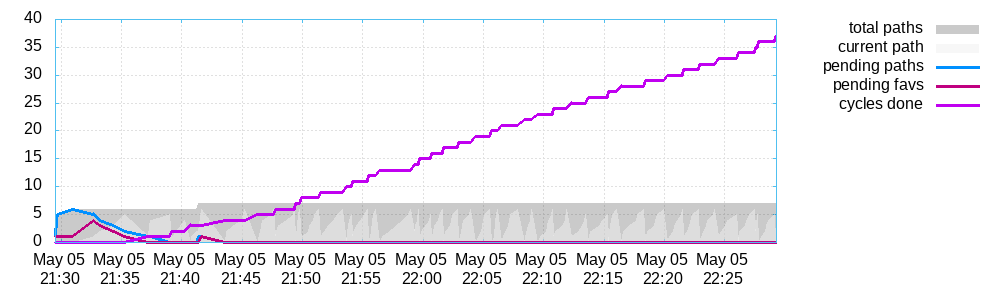 40
35
30
25
20
15
10
5
0
May 05 May 05 May 05 May 05 May 05 May 05 May 05 May 05 May 05 May 05 May 05 May 05
21:30 21:35 21:40 21:45 21:50 21:55 22:00 22:05 22:10 22:15 22:20 22:25
total paths
current path
pending paths
pending favs
cycles done